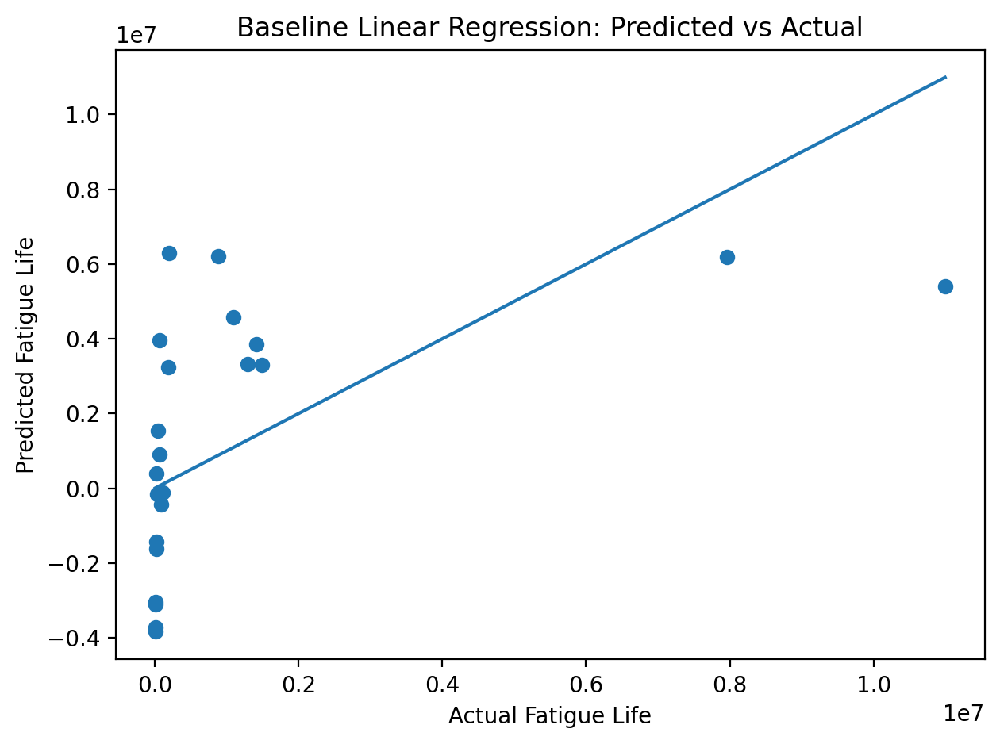 Baseline Linear Regression: Predicted vs Actual
1e7
1.0
0.8
0.6
0.4
0.2
0.0
−0.2
−0.4
Predicted Fatigue Life
0.0 0.2 0.4 0.6 0.8 1.0
1e7
Actual Fatigue Life